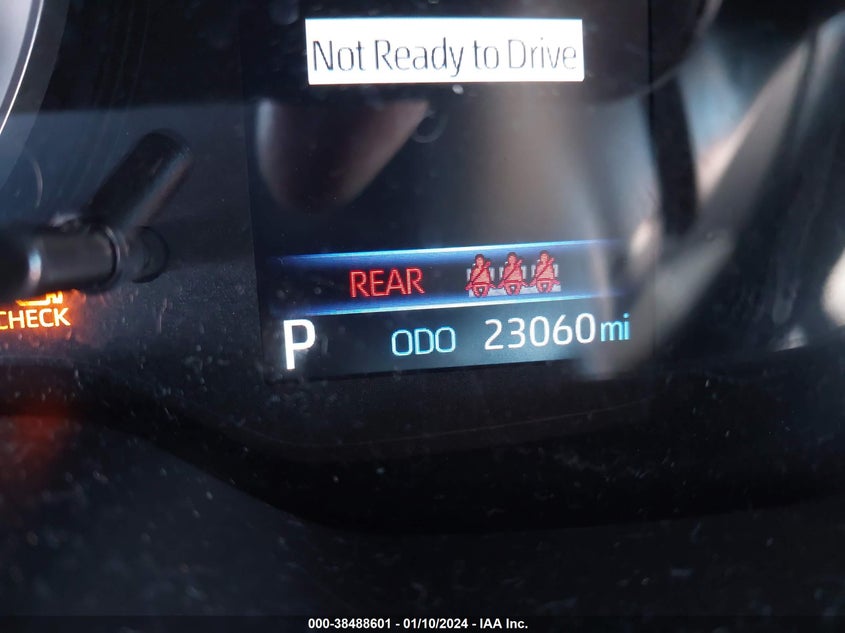 Not Ready to Drive
REAR
CHECK
P ODO 23060 mi
000-38488601 - 01/10/2024 - IAA Inc.